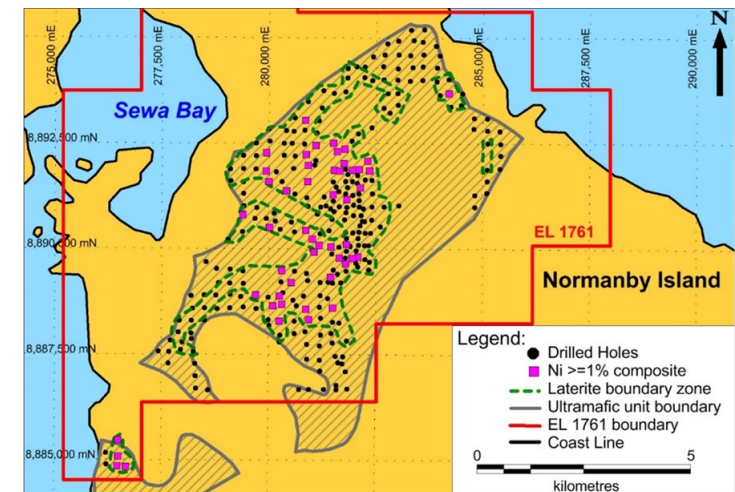 275,000 mE
277,500 mE
280,000 mE
285,000 mE
287,500 mE
290,000 mE
N
Sewa Bay
8,892,500 mN
8,890,000 mN
EL 1761
Normanby Island
8,887,500 mN
8,885,000 mN
Legend:
Drilled Holes
Ni >=1% composite
Laterite boundary zone
Ultramafic unit boundary
EL 1761 boundary
Coast Line
0 5
kilometres